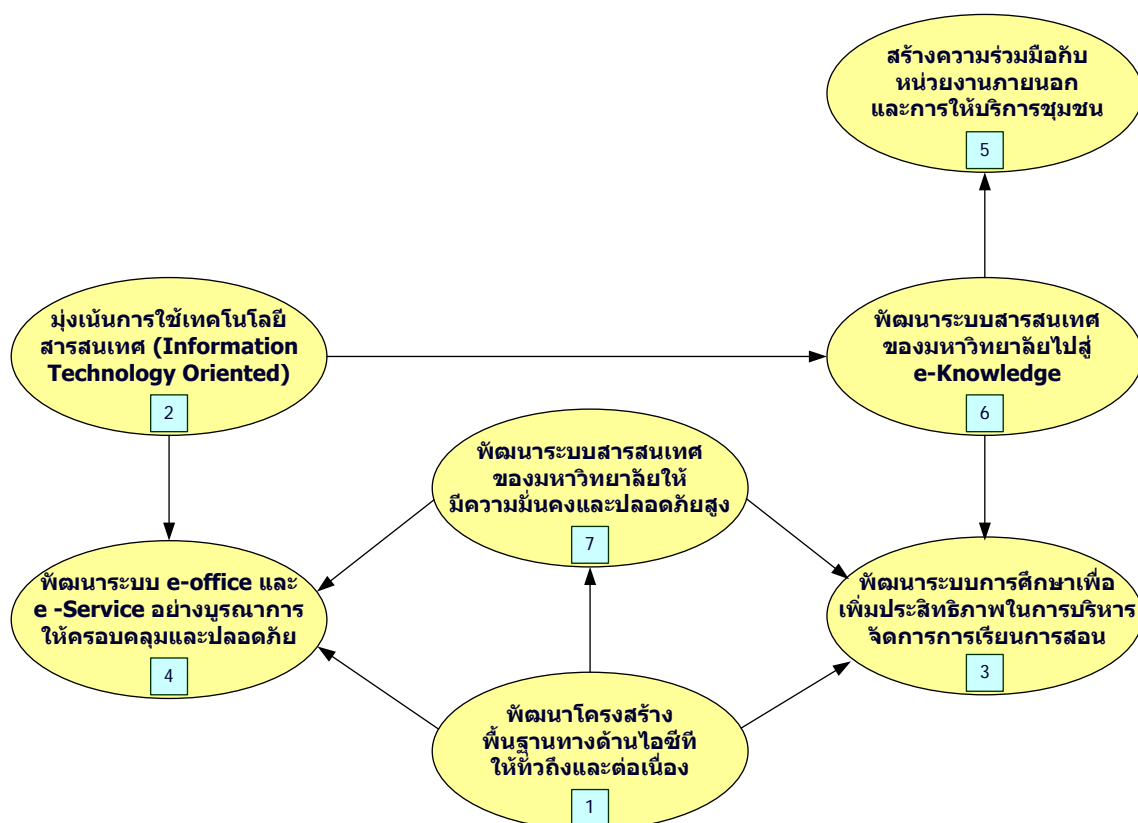 สร้างความร่วมมือกับ
หน่วยงานภายนอก
และการให้บริการชุมชน
5
มุ่งเน้นการใช้เทคโนโลยี
สารสนเทศ (Information
Technology Oriented)
2
พัฒนาระบบสารสนเทศ
ของมหาวิทยาลัยไปสู่
e-Knowledge
6
พัฒนาระบบสารสนเทศ
ของมหาวิทยาลัยให้
มีความมั่นคงและปลอดภัยสูง
7
พัฒนาระบบ e-office และ
e -Service อย่างบูรณาการ
ให้ครอบคลุมและปลอดภัย
4
พัฒนาระบบการศึกษาเพื่อ
เพิ่มประสิทธิภาพในการบริหาร
จัดการการเรียนการสอน
3
พัฒนาโครงสร้าง
พื้นฐานทางด้านไอซีที
ให้ทั่วถึงและต่อเนื่อง
1